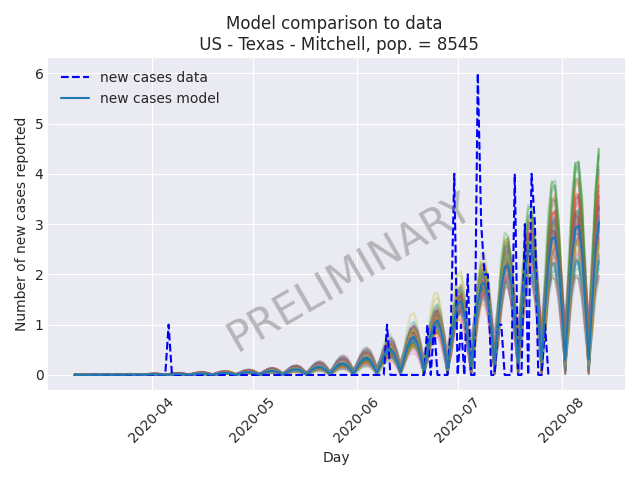 Model comparison to data
US - Texas - Mitchell, pop. = 8545
new cases data
new cases model
Number of new cases reported
6
5
4
3
2
1
0
PRELIMINARY
2020-04
2020-05
2020-06
2020-07
2020-08
Day